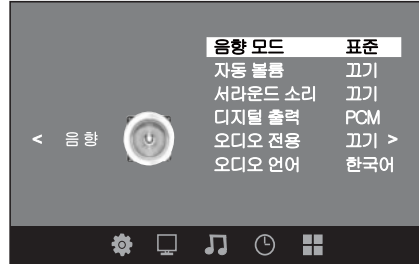 음향 모드 표준
자동 볼륨 끄기
서라운드 소리 끄기
디지털 출력 PCM
< 음향 오디오 전용 끄기 >
오디오 언어 한국어